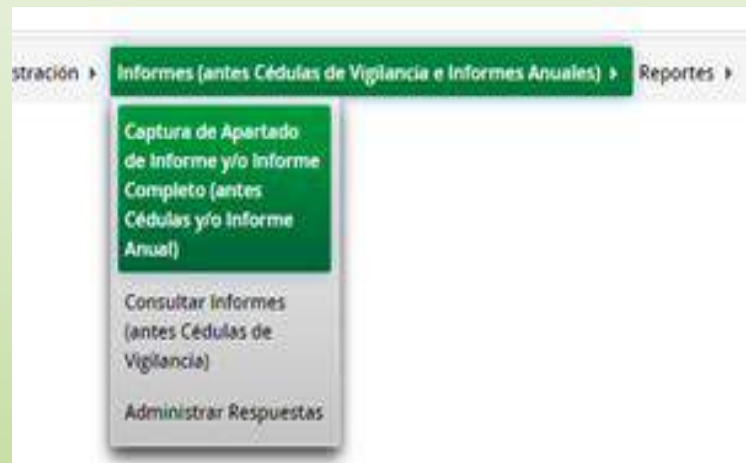 stración Informes (antes Cédulas de Vigilancia e Informes Anuales) Reportes
Captura de Apartado
de Informe y/o Informe
Completo (antes
Cédulas y/o Informe
Anual)
Consultar Informes
(antes Cédulas de
Vigilancia)
Administrar Respuestas